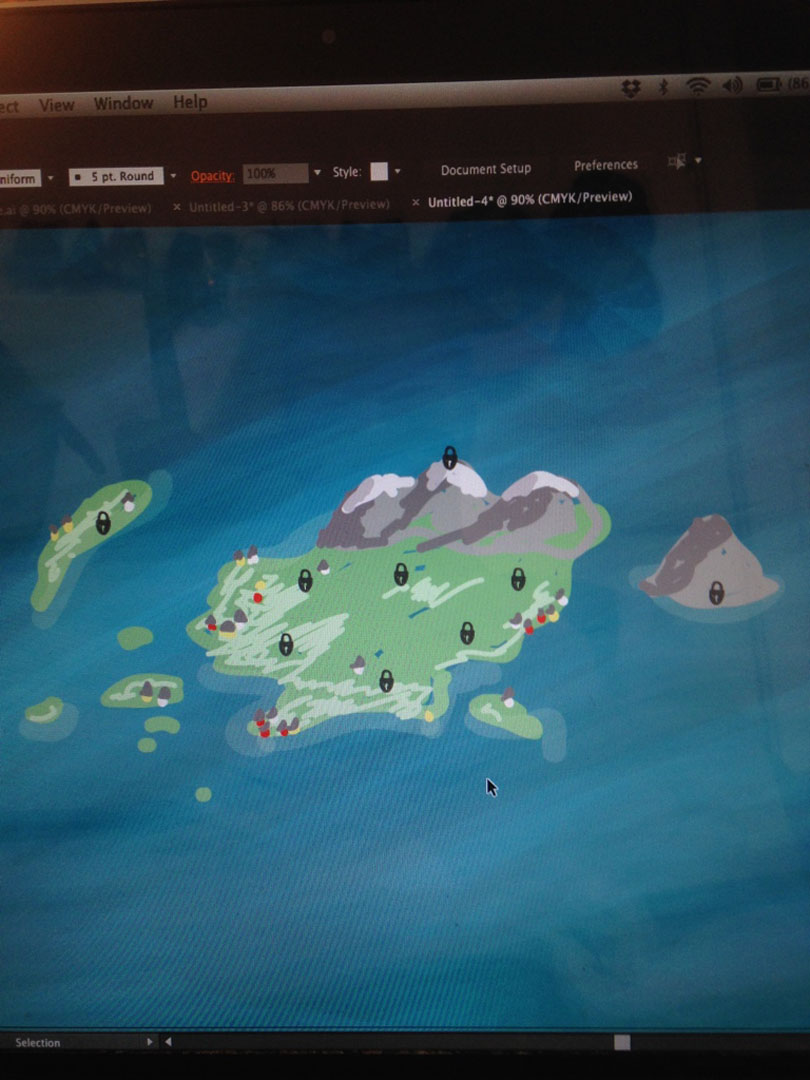 ect View Window Help (86
niform 5 pt. Round Opacity: 100% Style: Document Setup Preferences
.ai @ 90% (CMYK/Preview) × Untitled-3* @ 86% (CMYK/Preview) × Untitled-4* @ 90% (CMYK/Preview)
Selection